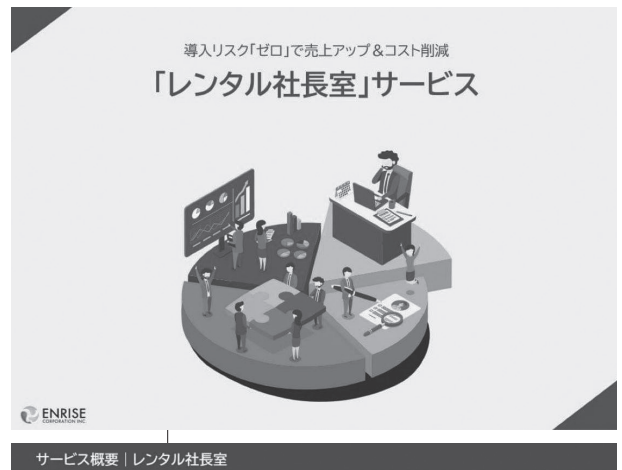 導入リスク「ゼロ」で売上アップ&コスト削減
「レンタル社長室」サービス
ENRISE
CORPORATION INC
サービス概要｜レンタル社長室